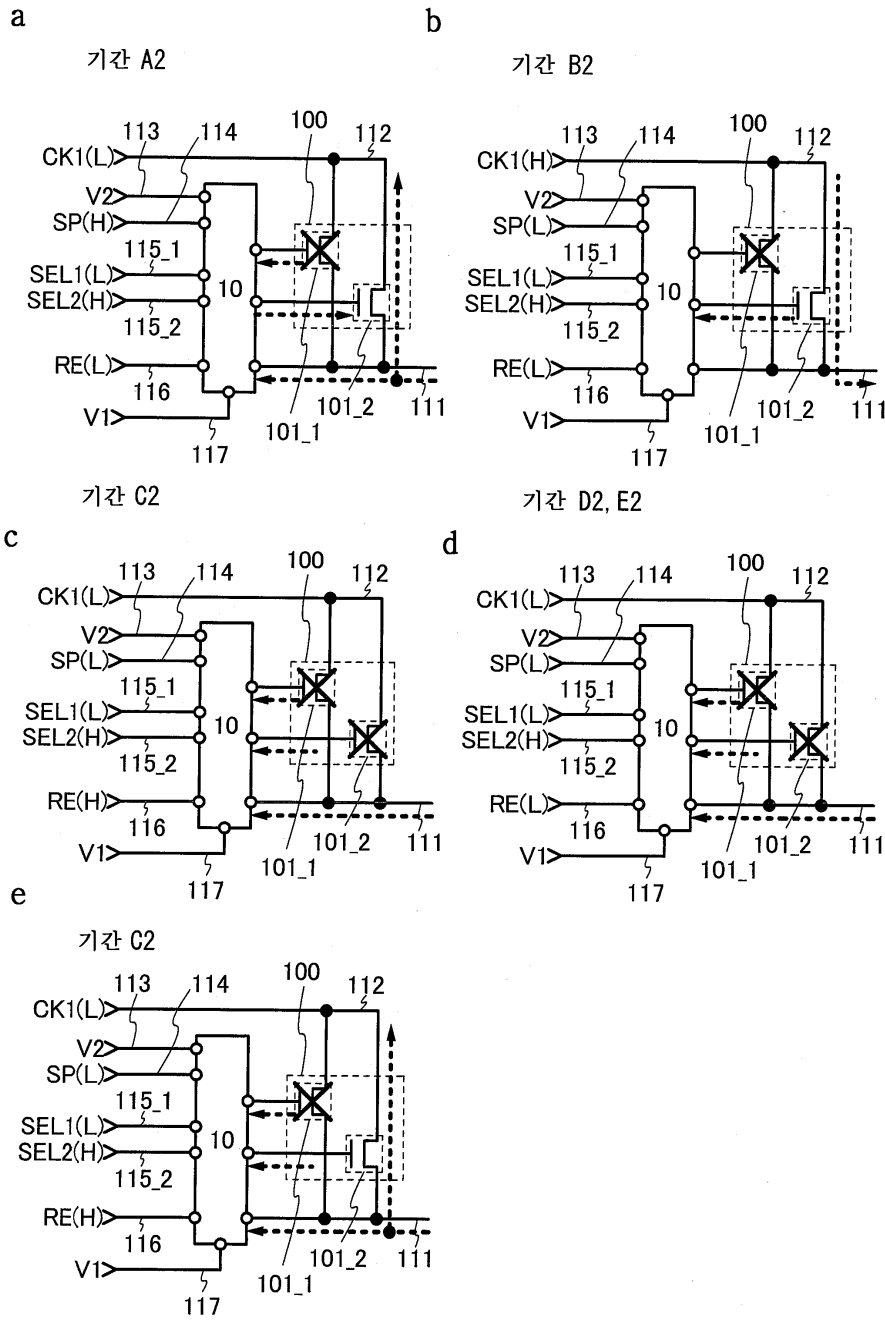 a
기간 A2
113
114
100
112
CK1(L)
V2
SP(H)
115_1
SEL1(L)
SEL2(H)
115_2
10
RE(L)
116
V1
117
101_1
101_2
111
b
기간 B2
113
114
100
112
CK1(H)
V2
SP(L)
115_1
SEL1(L)
SEL2(H)
115_2
10
RE(L)
116
V1
117
101_1
101_2
111
c
기간 C2
113
114
100
112
CK1(L)
V2
SP(L)
115_1
SEL1(L)
SEL2(H)
115_2
10
RE(H)
116
V1
117
101_1
101_2
111
d
기간 D2, E2
113
114
100
112
CK1(L)
V2
SP(L)
115_1
SEL1(L)
SEL2(H)
115_2
10
RE(L)
116
V1
117
101_1
101_2
111
e
기간 C2
113
114
100
112
CK1(L)
V2
SP(L)
115_1
SEL1(L)
SEL2(H)
115_2
10
RE(H)
116
V1
117
101_1
101_2
111